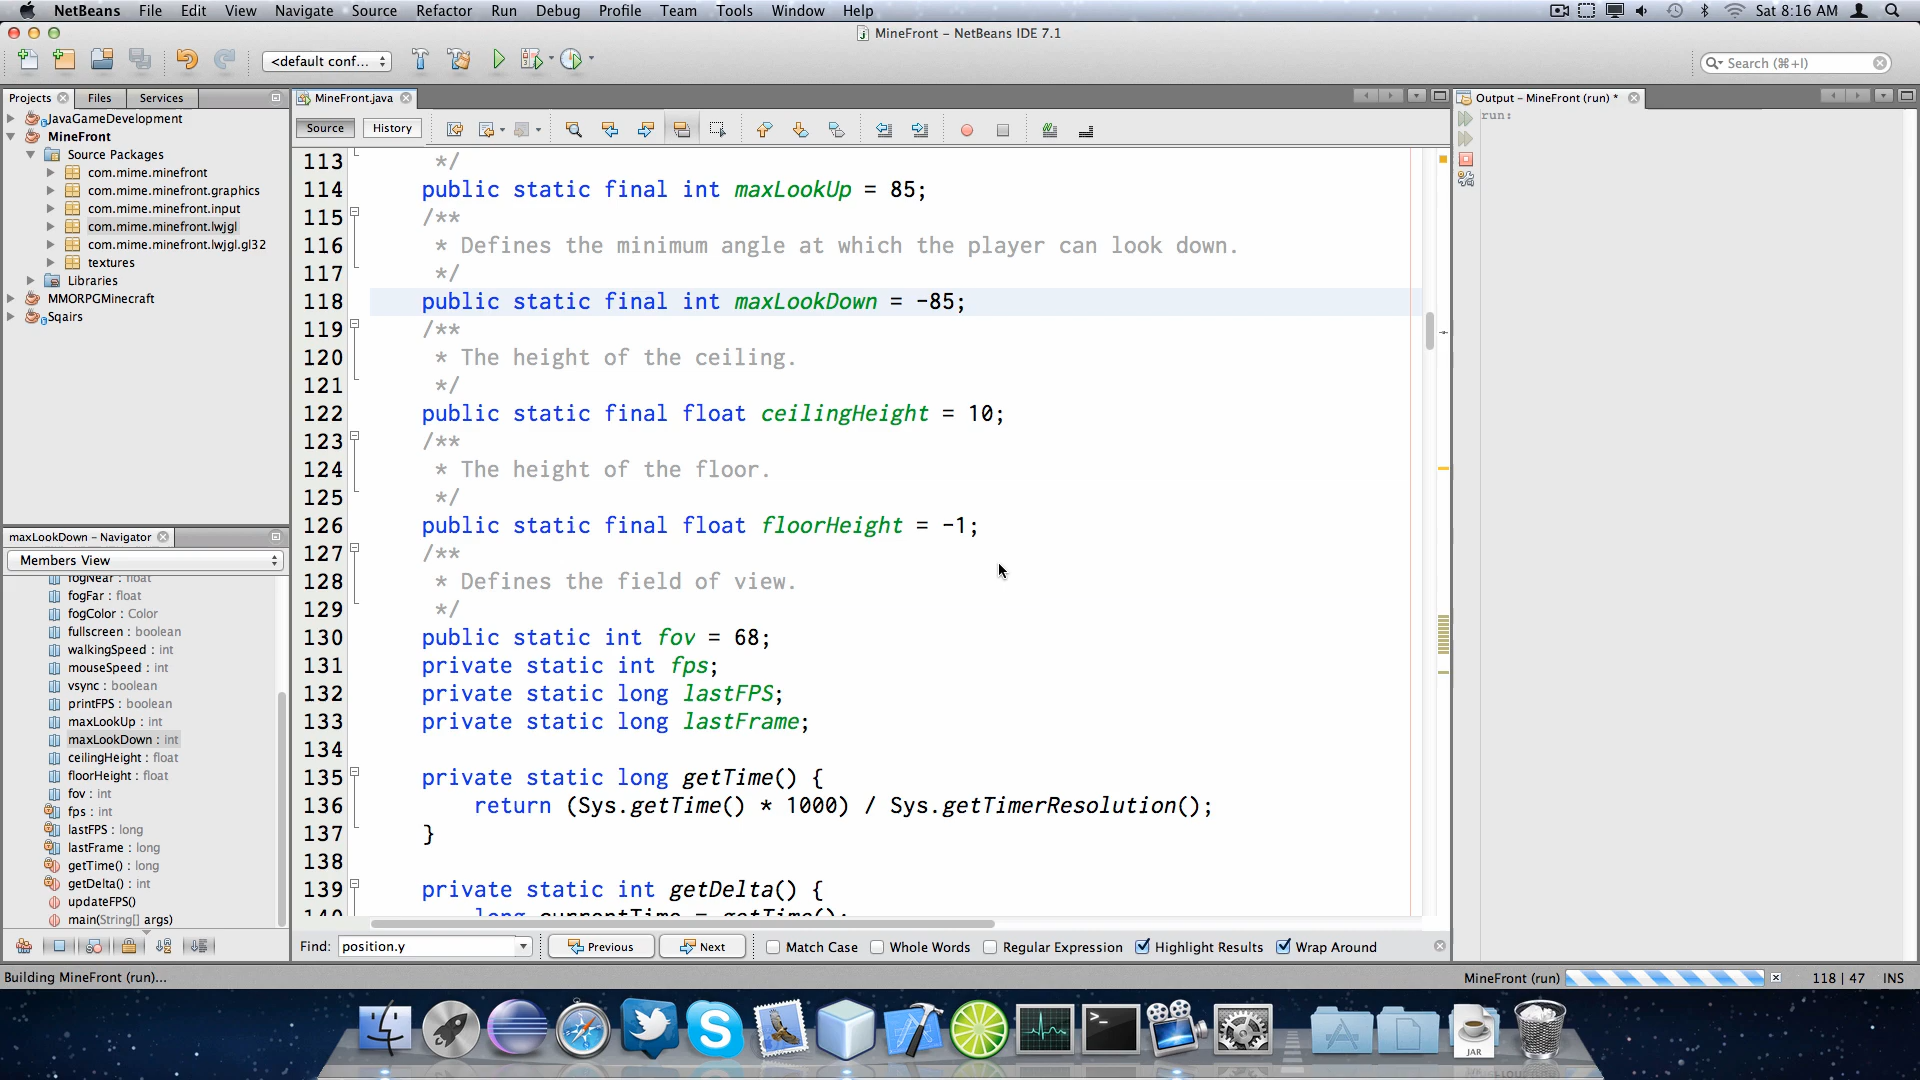 NetBeans File Edit View Navigate Source Refactor Run Debug Profile Team Tools Window Help Sat 8:16 AM
MineFront – NetBeans IDE 7.1
<default conf... Search (⌘+I)
Projects Files Services
JavaGameDevelopment
MineFront
Source Packages
com.mime.minefront
com.mime.minefront.graphics
com.mime.minefront.input
com.mime.minefront.lwjgl
com.mime.minefront.lwjgl.gl32
textures
Libraries
MMORPGMinecraft
Sqairs
maxLookDown – Navigator
Members View
fogNear : float
fogFar : float
fogColor : Color
fullscreen : boolean
walkingSpeed : int
mouseSpeed : int
vsync : boolean
printFPS : boolean
maxLookUp : int
maxLookDown : int
ceilingHeight : float
floorHeight : float
fov : int
fps : int
lastFPS : long
lastFrame : long
getTime() : long
getDelta() : int
updateFPS()
main(String[] args)
MineFront.java
Source History
113 */
114 public static final int maxLookUp = 85;
115 /**
116 * Defines the minimum angle at which the player can look down.
117 */
118 public static final int maxLookDown = -85;
119 /**
120 * The height of the ceiling.
121 */
122 public static final float ceilingHeight = 10;
123 /**
124 * The height of the floor.
125 */
126 public static final float floorHeight = -1;
127 /**
128 * Defines the field of view.
129 */
130 public static int fov = 68;
131 private static int fps;
132 private static long lastFPS;
133 private static long lastFrame;
134
135 private static long getTime() {
136 return (Sys.getTime() * 1000) / Sys.getTimerResolution();
137 }
138
139 private static int getDelta() {
140 long currentTime = getTime();
Find: position.y Previous Next Match Case Whole Words Regular Expression Highlight Results Wrap Around
Output – MineFront (run) *
run:
Building MineFront (run)... MineFront (run) 118 | 47 INS
JAR